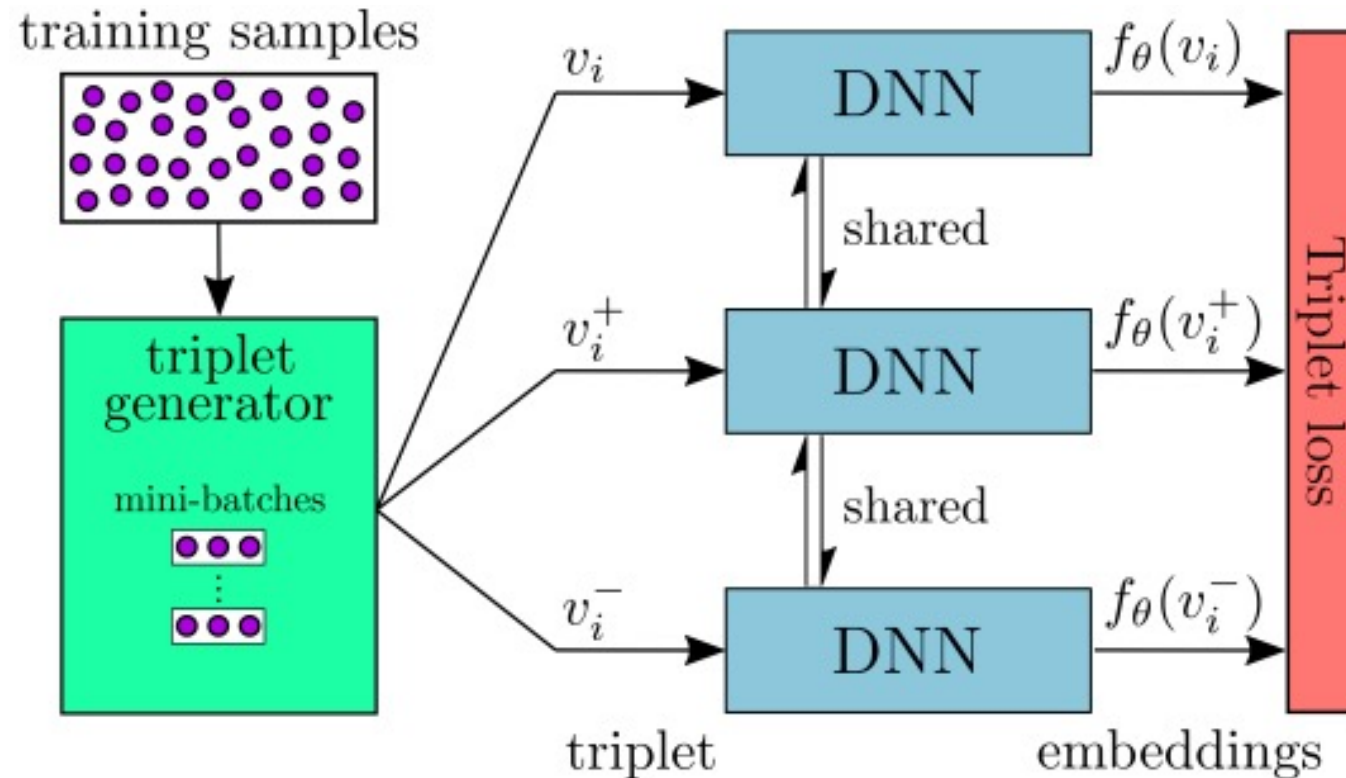 training samples
triplet
generator
mini-batches
v_i
v_i^+
v_i^-
triplet
DNN
shared
DNN
shared
DNN
f_θ(v_i)
f_θ(v_i^+)
f_θ(v_i^-)
embeddings
Triplet loss